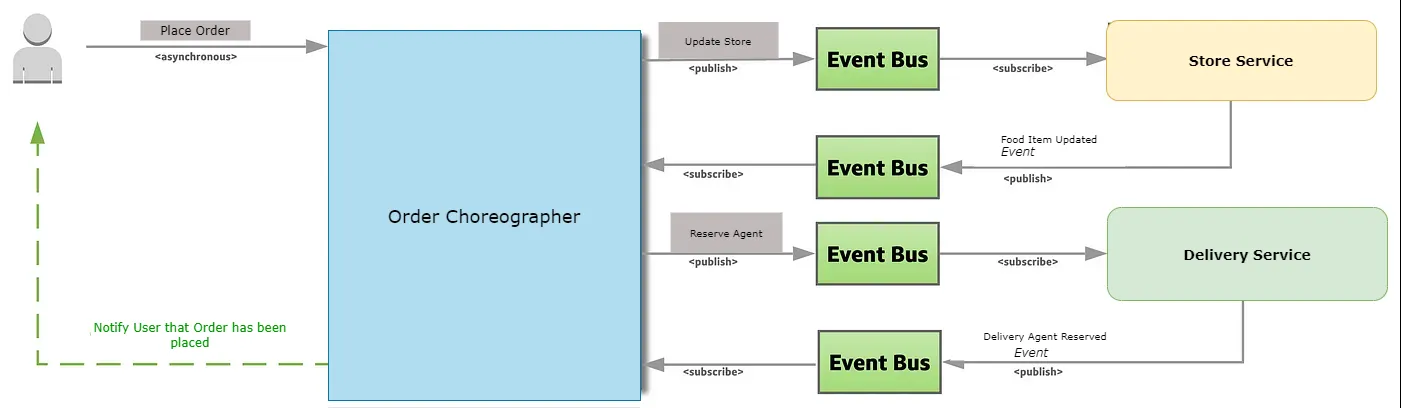 Place Order
<asynchronous>
Update Store
<publish>
Event Bus
<subscribe>
Store Service
Food Item Updated
Event
<publish>
Event Bus
<subscribe>
Order Choreographer
Reserve Agent
<publish>
Event Bus
<subscribe>
Delivery Service
Delivery Agent Reserved
Event
<publish>
Event Bus
<subscribe>
Notify User that Order has been
placed